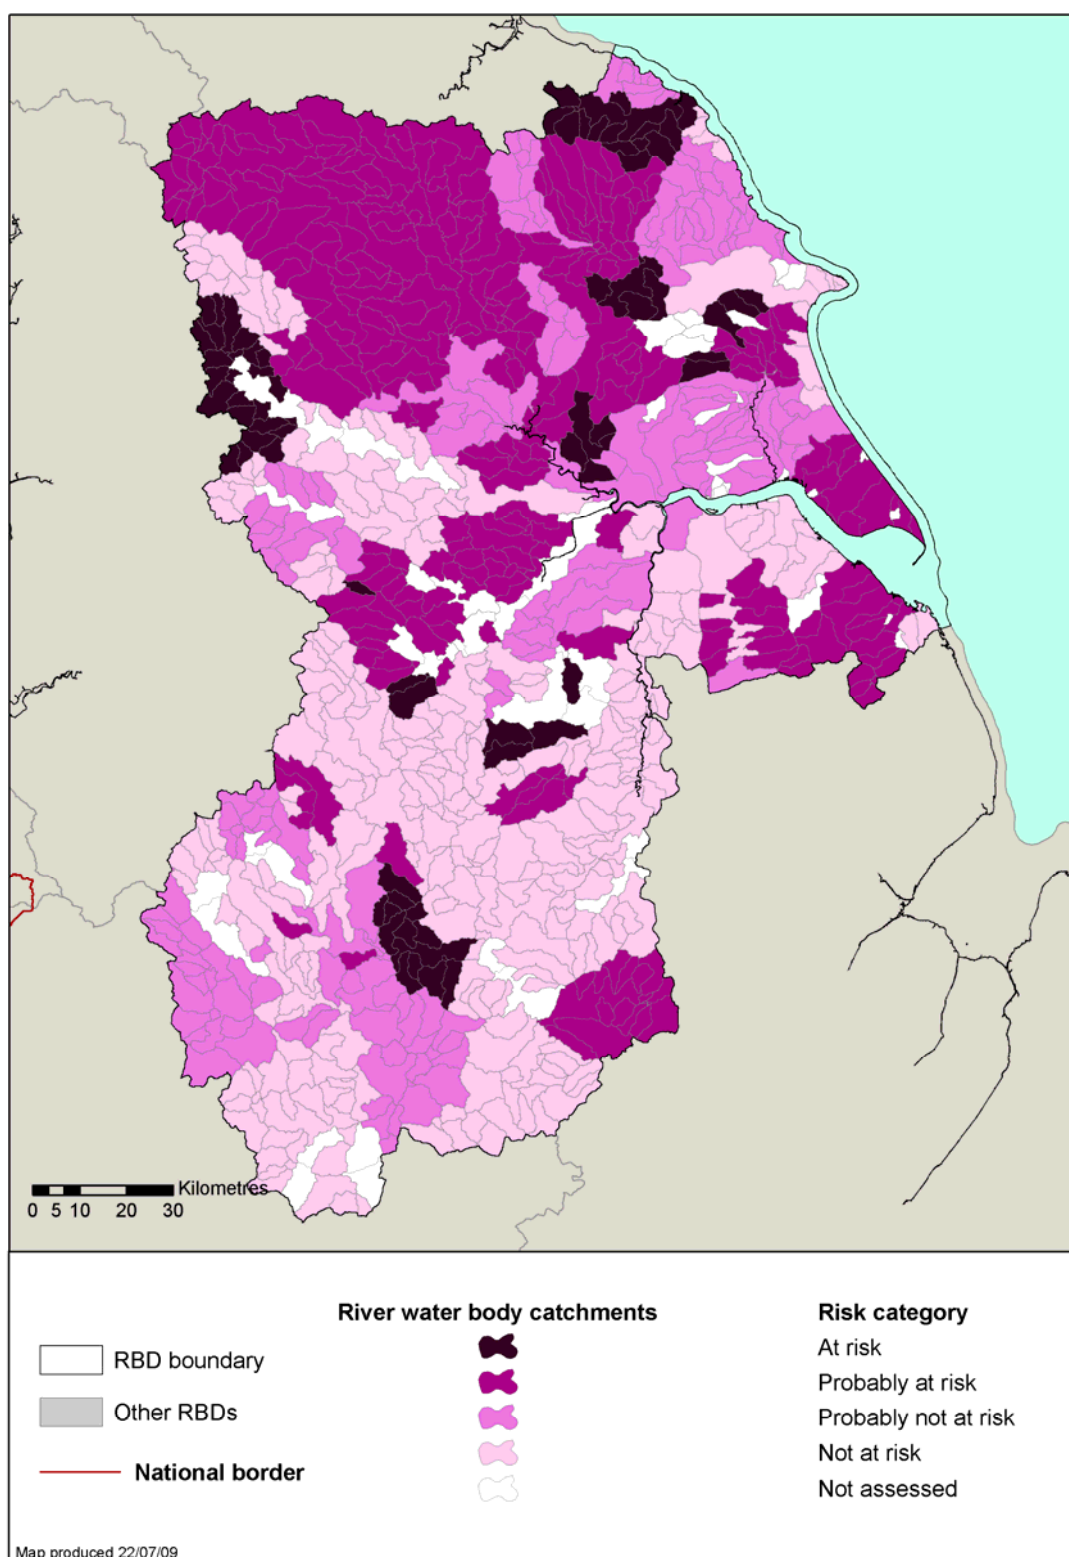 Kilometres
0 5 10 20 30
River water body catchments
Risk category
At risk
RBD boundary
Probably at risk
Other RBDs
Probably not at risk
National border
Not at risk
Not assessed
Map produced 22/07/09